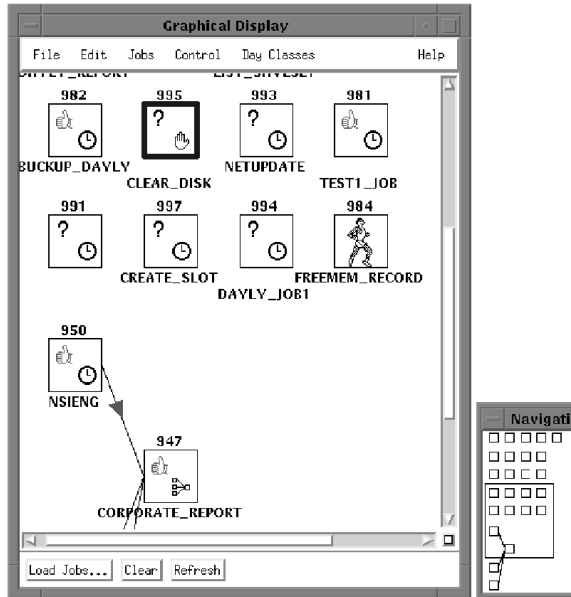 Graphical Display
File Edit Jobs Control Day Classes Help
982 995 993 981
? ?
BUCKUP_DAYLY NETUPDATE
CLEAR_DISK TEST1_JOB
991 997 994 984
? ? ?
CREATE_SLOT FREEMEM_RECORD
DAYLY_JOB1
950
NSIENG
947
CORPORATE_REPORT
Load Jobs... Clear Refresh
Navigati